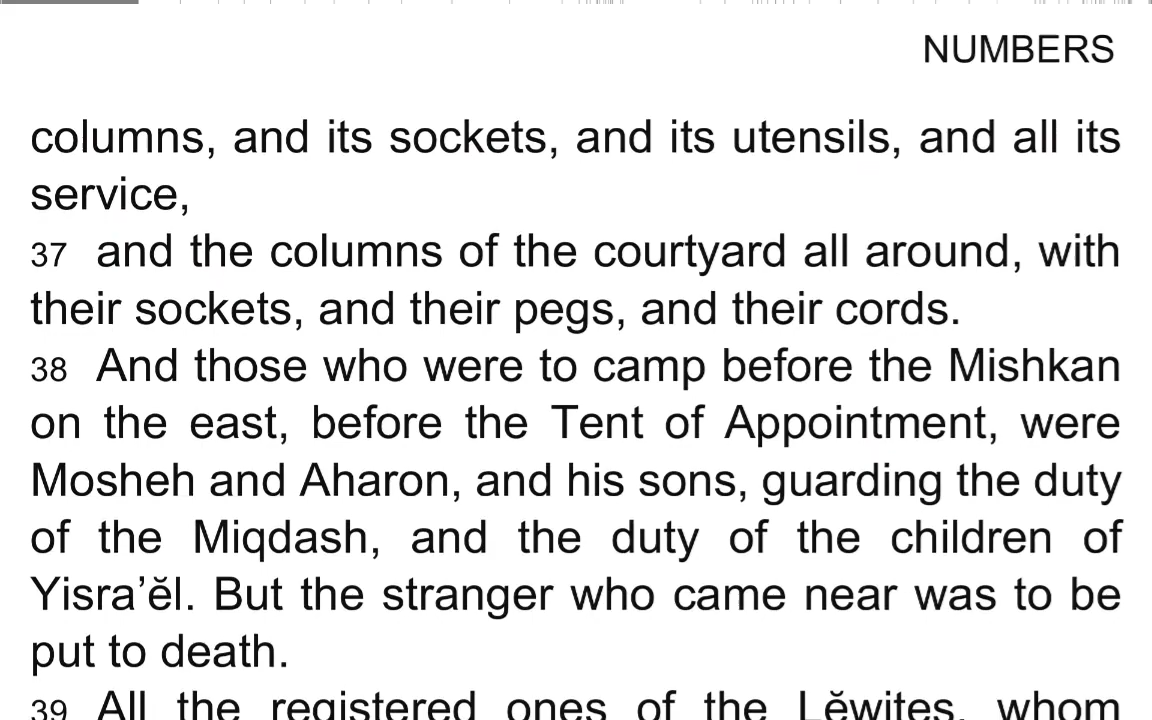 NUMBERS
columns, and its sockets, and its utensils, and all its
service,
37 and the columns of the courtyard all around, with
their sockets, and their pegs, and their cords.
38 And those who were to camp before the Mishkan
on the east, before the Tent of Appointment, were
Mosheh and Aharon, and his sons, guarding the duty
of the Miqdash, and the duty of the children of
Yisra’ĕl. But the stranger who came near was to be
put to death.
39 All the registered ones of the Lĕwites, whom